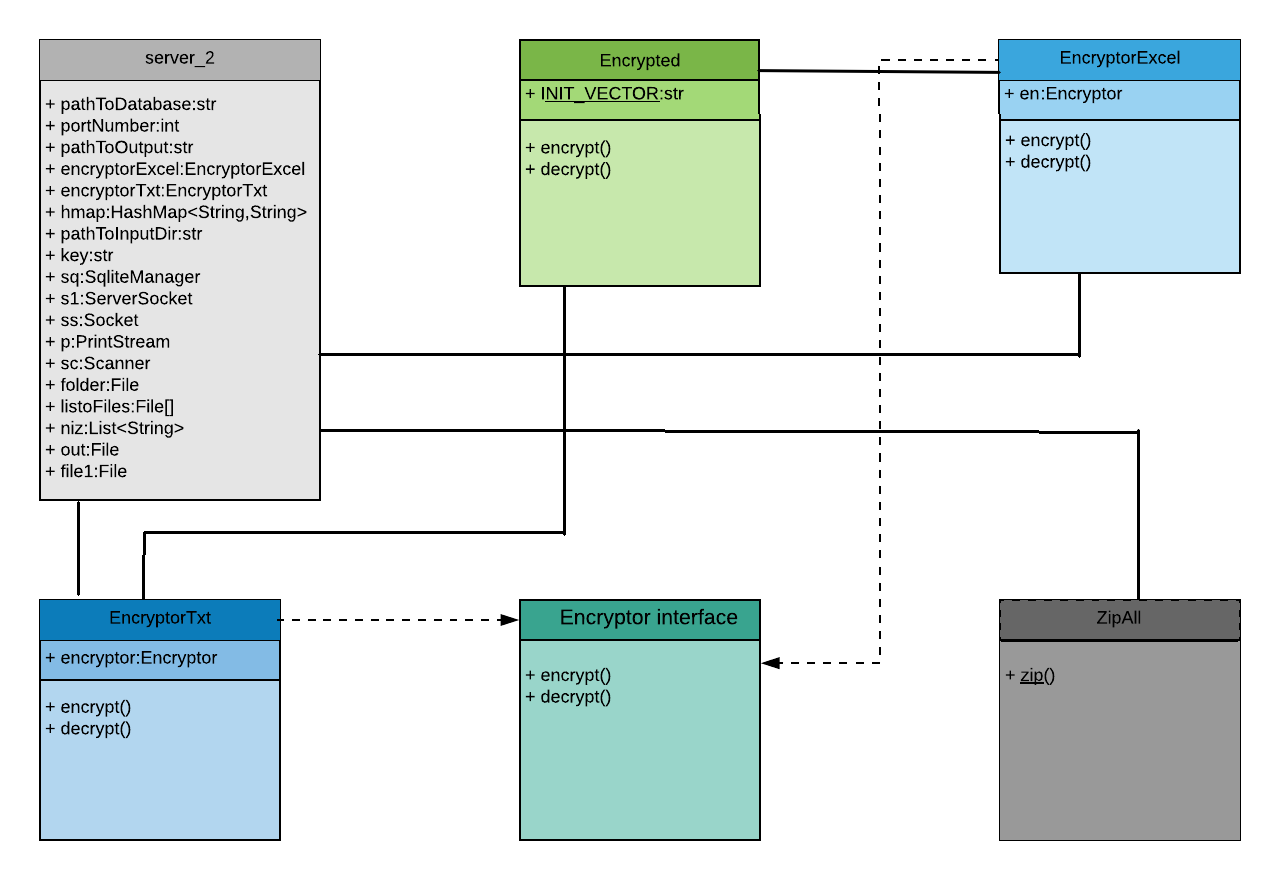 server_2
+ pathToDatabase:str
+ portNumber:int
+ pathToOutput:str
+ encryptorExcel:EncryptorExcel
+ encryptorTxt:EncryptorTxt
+ hmap:HashMap<String,String>
+ pathToInputDir:str
+ key:str
+ sq:SqliteManager
+ s1:ServerSocket
+ ss:Socket
+ p:PrintStream
+ sc:Scanner
+ folder:File
+ listoFiles:File[]
+ niz:List<String>
+ out:File
+ file1:File
Encrypted
+ INIT_VECTOR:str
+ encrypt()
+ decrypt()
EncryptorExcel
+ en:Encryptor
+ encrypt()
+ decrypt()
EncryptorTxt
+ encryptor:Encryptor
+ encrypt()
+ decrypt()
Encryptor interface
+ encrypt()
+ decrypt()
ZipAll
+ zip()